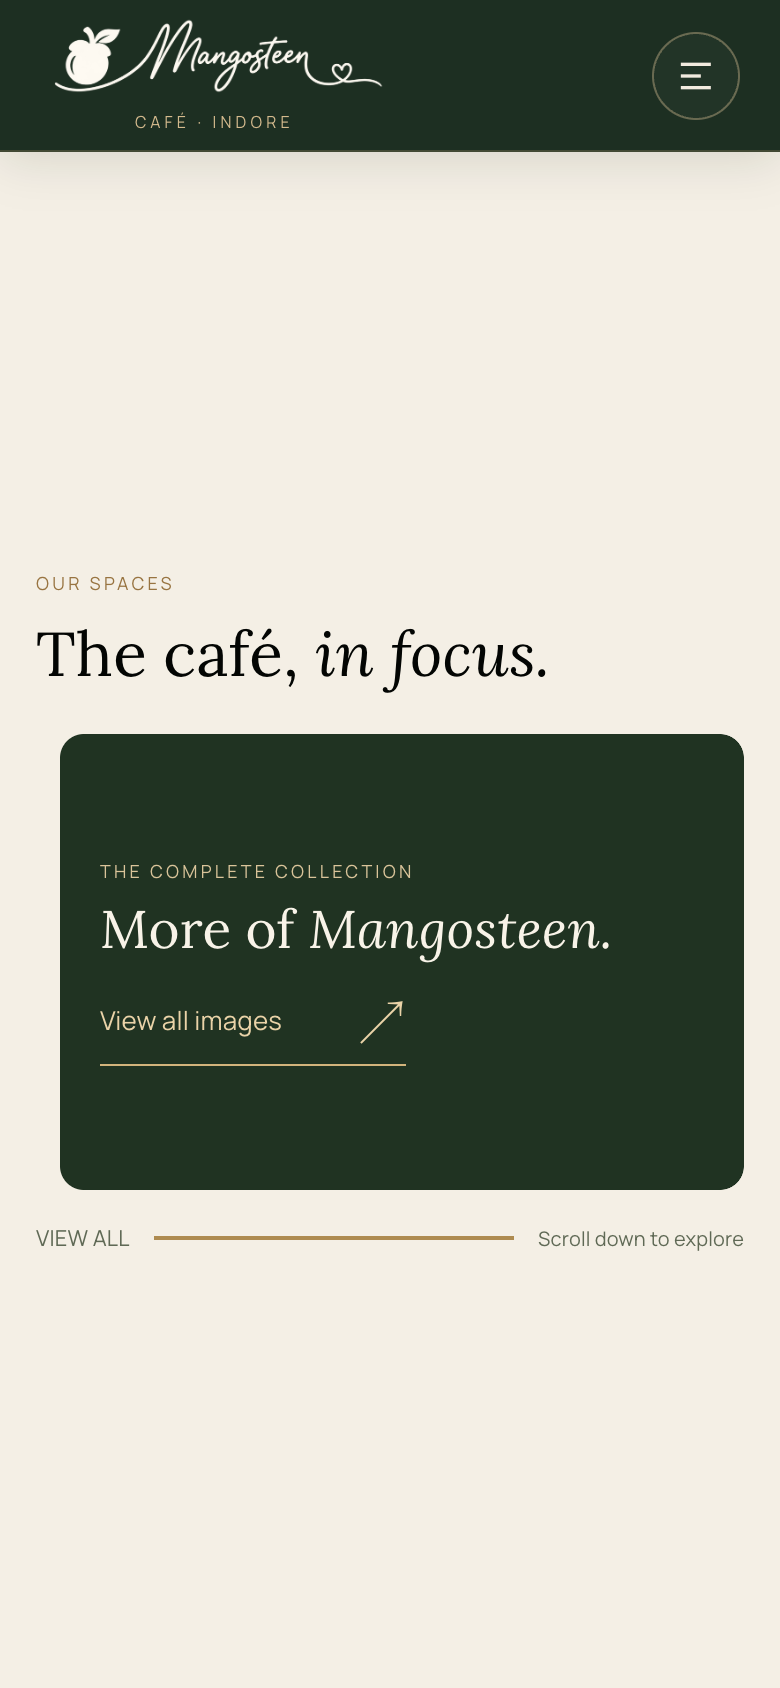 Mangosteen
CAFÉ · INDORE
OUR SPACES
The café, in focus.
THE COMPLETE COLLECTION
More of Mangosteen.
View all images
VIEW ALL
Scroll down to explore